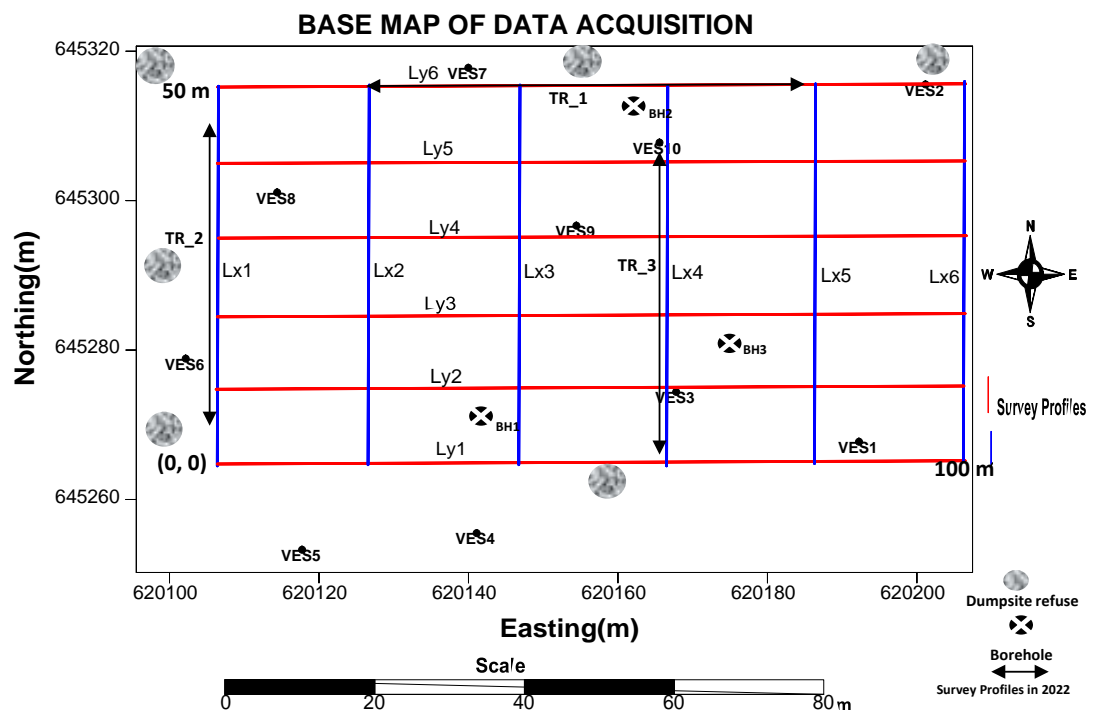 BASE MAP OF DATA ACQUISITION
645320
Ly6
VES7
50 m
VES2
TR_1
BH2
Ly5
VES10
645300
VES8
Ly4
VES9
TR_2
TR_3
Lx1
Lx2
Lx3
Lx4
Lx5
Lx6
N
W
E
S
Northing(m)
Ly3
645280
BH3
VES6
Ly2
VES3
Survey Profiles
BH1
Ly1
VES1
(0, 0)
100 m
645260
VES4
VES5
620100
620120
620140
620160
620180
620200
Dumpsite refuse
Easting(m)
Borehole
Scale
Survey Profiles in 2022
0
20
40
60
80 m